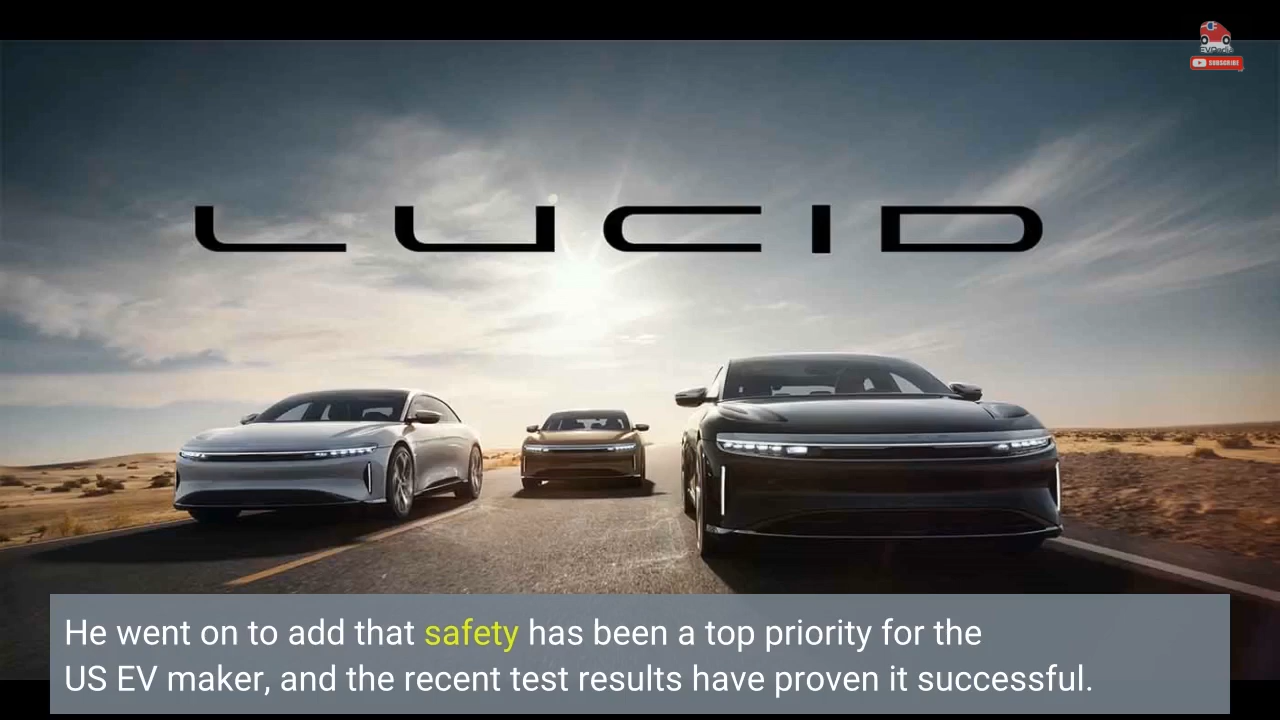 EVPedia
SUBSCRIBE
LUCID
He went on to add that safety has been a top priority for the
US EV maker, and the recent test results have proven it successful.